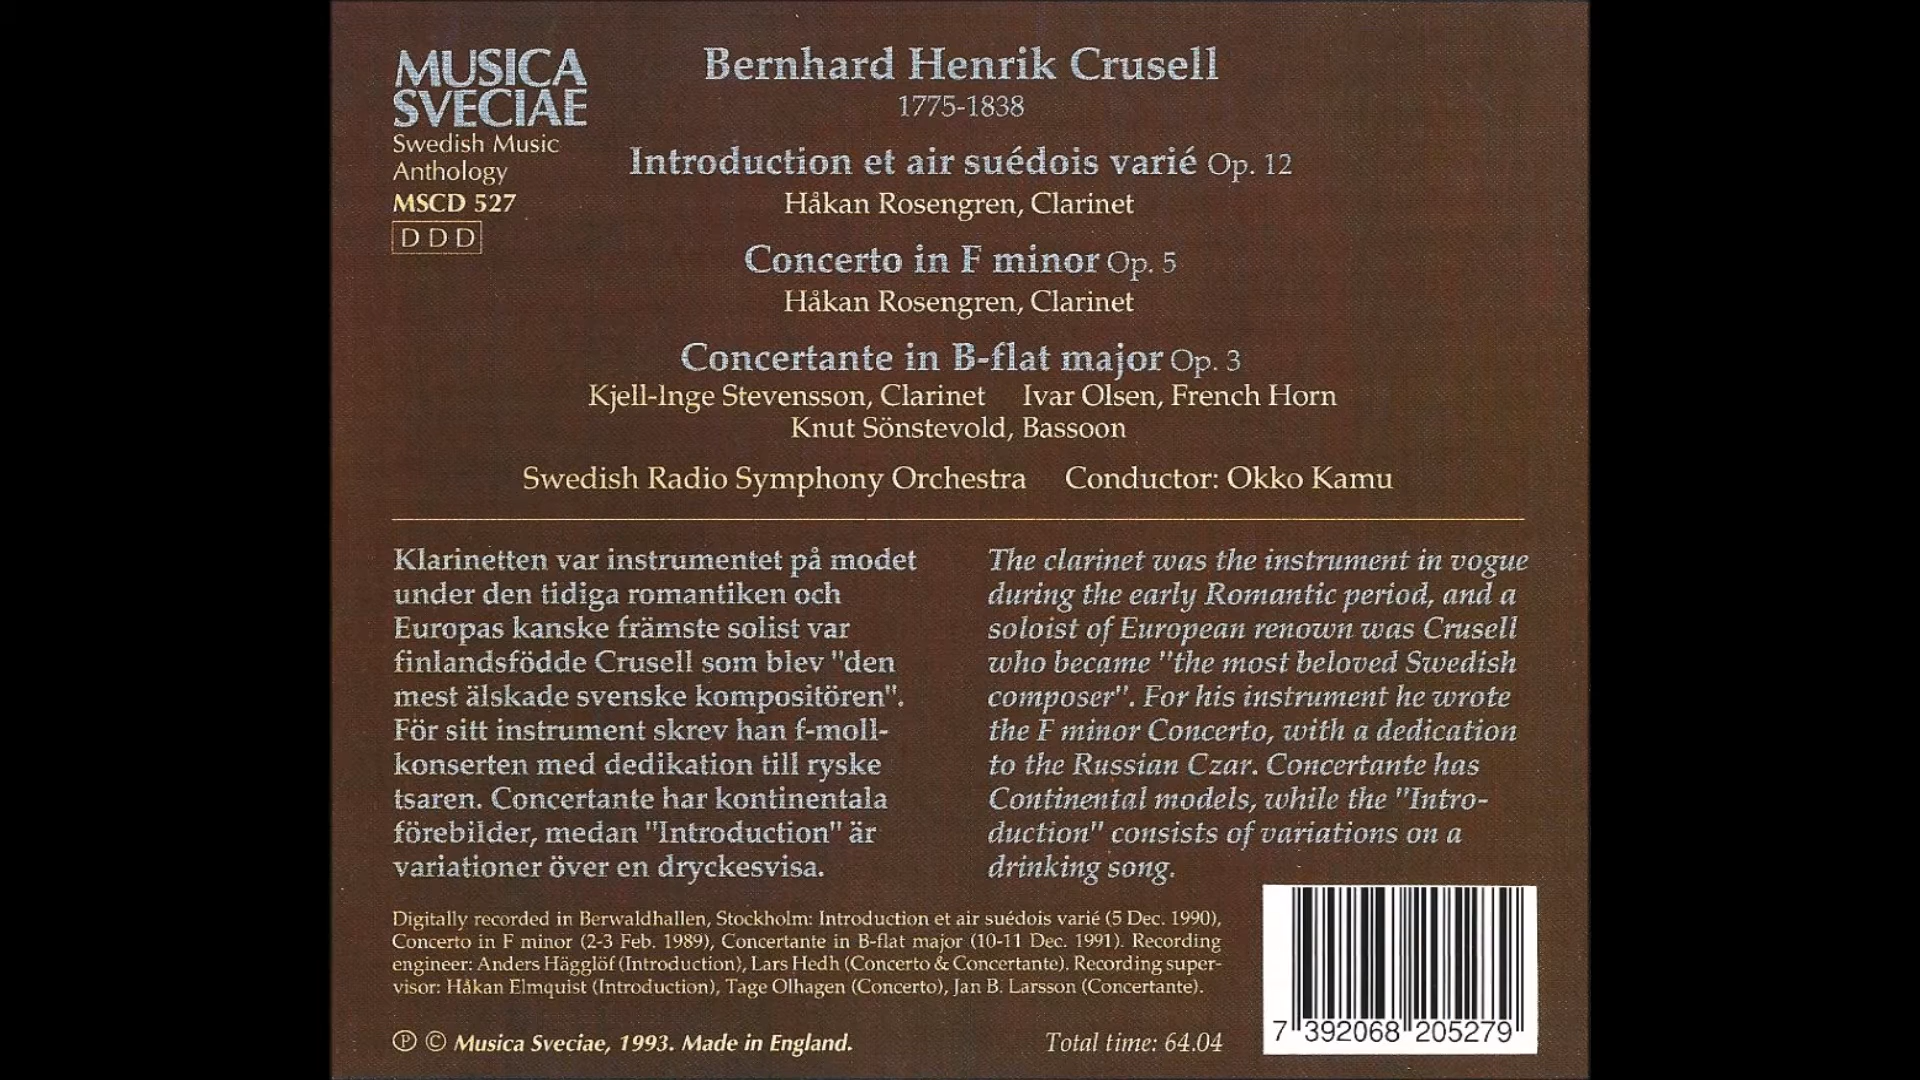 MUSICA
SVECIAE
Swedish Music
Anthology
MSCD 527
D D D
Bernhard Henrik Crusell
1775-1838
Introduction et air suédois varié Op. 12
Håkan Rosengren, Clarinet
Concerto in F minor Op. 5
Håkan Rosengren, Clarinet
Concertante in B-flat major Op. 3
Kjell-Inge Stevensson, Clarinet Ivar Olsen, French Horn
Knut Sönstevold, Bassoon
Swedish Radio Symphony Orchestra Conductor: Okko Kamu
Klarinetten var instrumentet på modet
under den tidiga romantiken och
Europas kanske främste solist var
finlandsfödde Crusell som blev "den
mest älskade svenske kompositören".
För sitt instrument skrev han f-moll-
konserten med dedikation till ryske
tsaren. Concertante har kontinentala
förebilder, medan "Introduction" är
variationer över en dryckesvisa.
The clarinet was the instrument in vogue
during the early Romantic period, and a
soloist of European renown was Crusell
who became "the most beloved Swedish
composer". For his instrument he wrote
the F minor Concerto, with a dedication
to the Russian Czar. Concertante has
Continental models, while the "Intro-
duction" consists of variations on a
drinking song.
Digitally recorded in Berwaldhallen, Stockholm: Introduction et air suédois varié (5 Dec. 1990),
Concerto in F minor (2-3 Feb. 1989), Concertante in B-flat major (10-11 Dec. 1991). Recording
engineer: Anders Hägglöf (Introduction), Lars Hedh (Concerto & Concertante). Recording super-
visor: Håkan Elmquist (Introduction), Tage Olhagen (Concerto), Jan B. Larsson (Concertante).
℗ © Musica Sveciae, 1993. Made in England.
Total time: 64.04
7 392068 205279